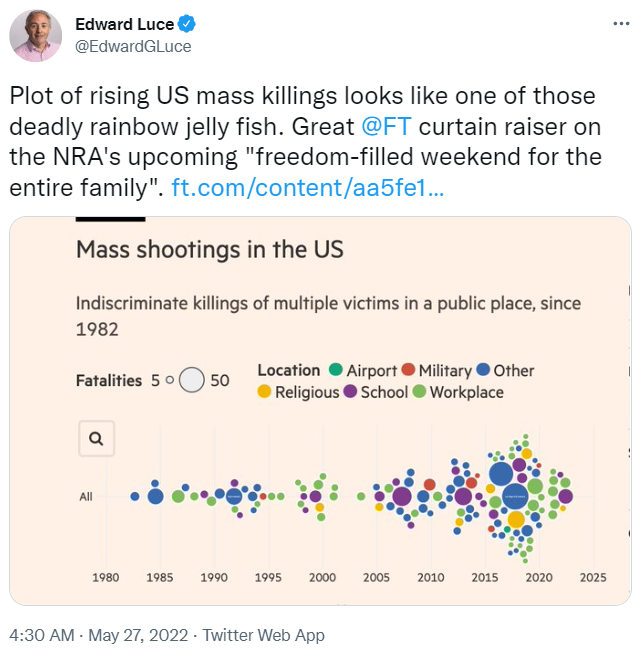 Edward Luce
@EdwardGLuce
Plot of rising US mass killings looks like one of those
deadly rainbow jelly fish. Great @FT curtain raiser on
the NRA's upcoming "freedom-filled weekend for the
entire family". ft.com/content/aa5fe1...
Mass shootings in the US
Indiscriminate killings of multiple victims in a public place, since
1982
Fatalities 5 50
Location Airport Military Other
Religious School Workplace
All
1980 1985 1990 1995 2000 2005 2010 2015 2020 2025
4:30 AM · May 27, 2022 · Twitter Web App